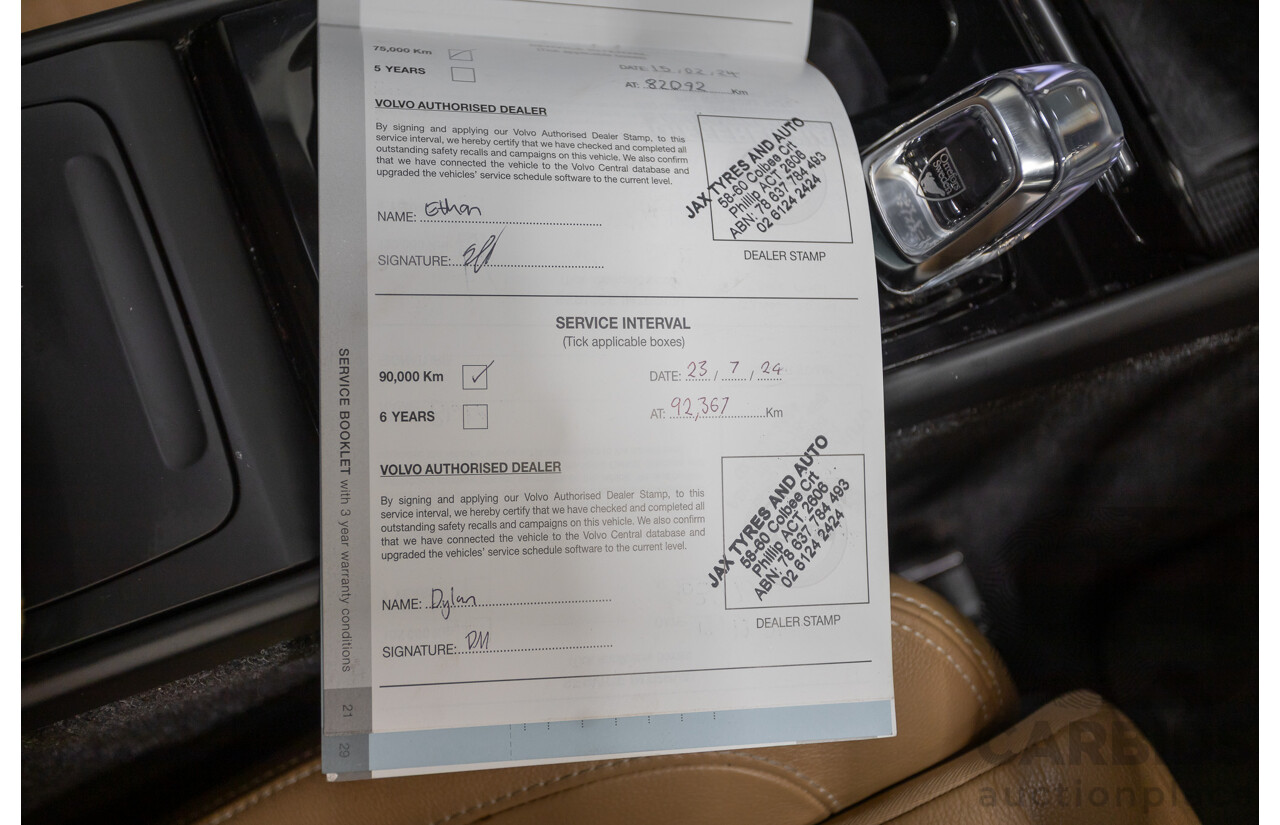 75,000 Km
5 YEARS
DATE: 15/02/24
AT: 82092 Km
VOLVO AUTHORISED DEALER
By signing and applying our Volvo Authorised Dealer Stamp, to this
service interval, we hereby certify that we have checked and completed all
outstanding safety recalls and campaigns on this vehicle. We also confirm
that we have connected the vehicle to the Volvo Central database and
upgraded the vehicles' service schedule software to the current level.
NAME: Ethan
SIGNATURE:
JAX TYRES AND AUTO
58-60 Colbee Crt
Phillip ACT 2606
ABN: 78 637 784 493
02 6124 2424
DEALER STAMP
Orrefors
Sweden
SERVICE INTERVAL
(Tick applicable boxes)
90,000 Km
DATE: 23, 7, 24
6 YEARS
AT: 92,367 Km
VOLVO AUTHORISED DEALER
By signing and applying our Volvo Authorised Dealer Stamp, to this
service interval, we hereby certify that we have checked and completed all
outstanding safety recalls and campaigns on this vehicle. We also confirm
that we have connected the vehicle to the Volvo Central database and
upgraded the vehicles' service schedule software to the current level.
NAME: Dylan
SIGNATURE: DM
JAX TYRES AND AUTO
58-60 Colbee Crt
Phillip ACT 2606
ABN: 78 637 784 493
02 6124 2424
DEALER STAMP
SERVICE BOOKLET with 3 year warranty conditions
21
29
CARBIDS
auctionplace